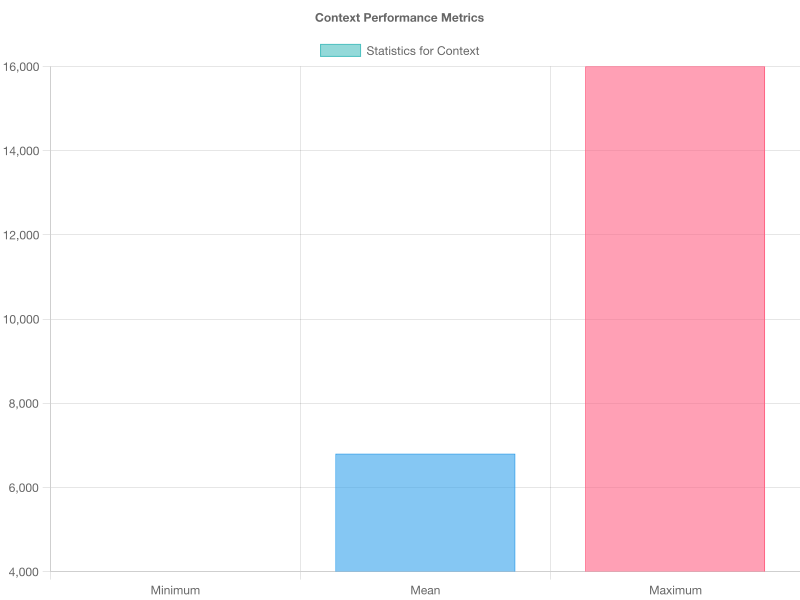 Context Performance Metrics
Statistics for Context
16,000
14,000
12,000
10,000
8,000
6,000
4,000
Minimum Mean Maximum